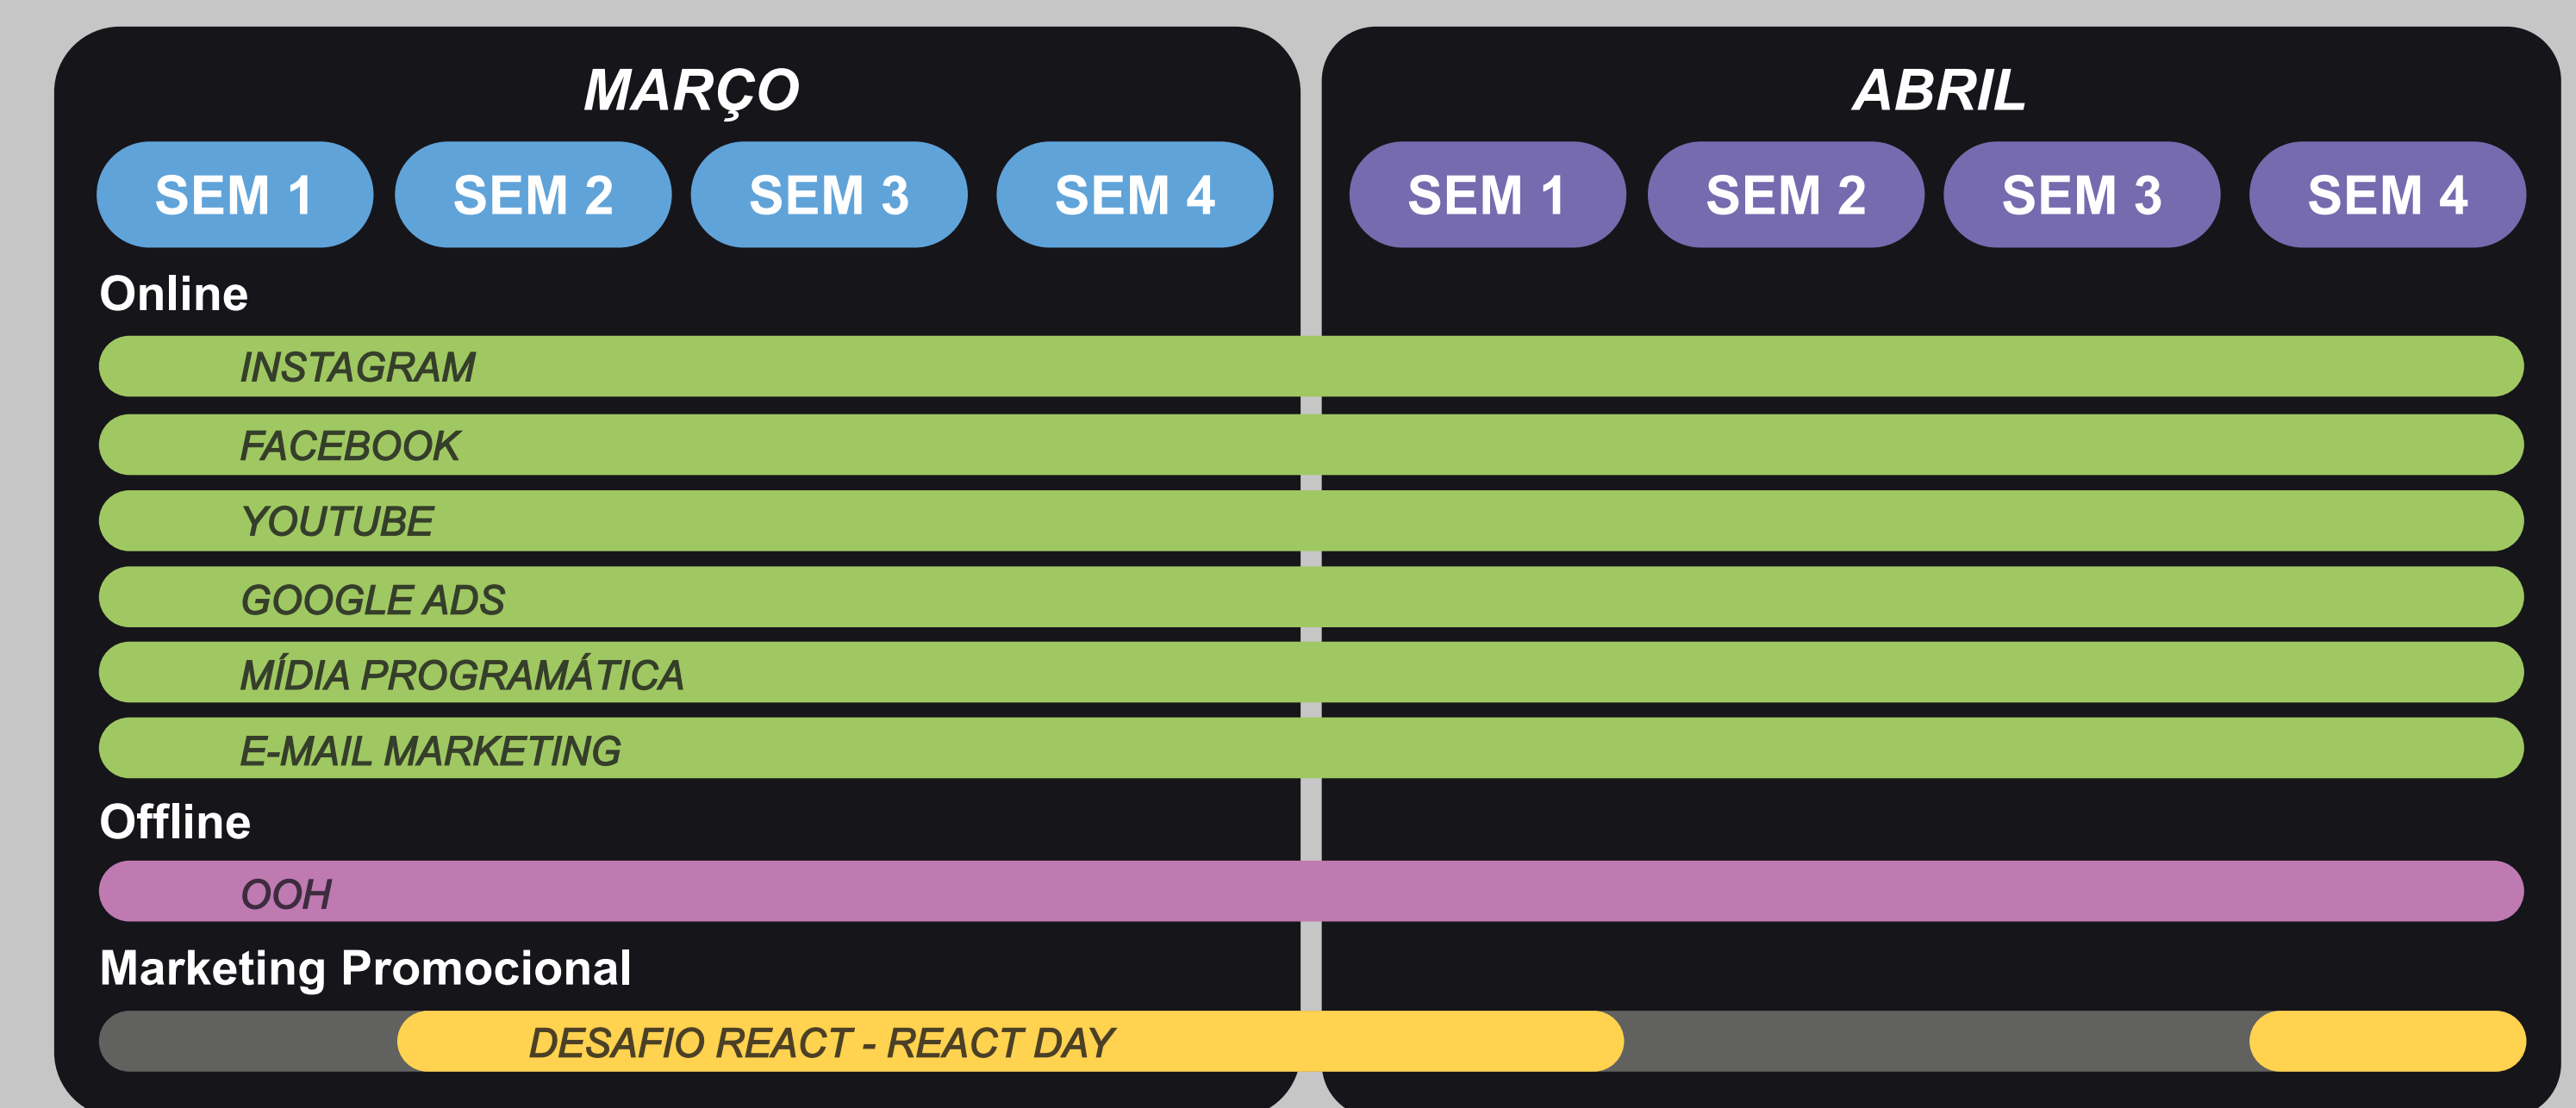 MARÇO
ABRIL
SEM 1 SEM 2 SEM 3 SEM 4
SEM 1 SEM 2 SEM 3 SEM 4
Online
INSTAGRAM
FACEBOOK
YOUTUBE
GOOGLE ADS
MÍDIA PROGRAMÁTICA
E-MAIL MARKETING
Offline
OOH
Marketing Promocional
DESAFIO REACT - REACT DAY